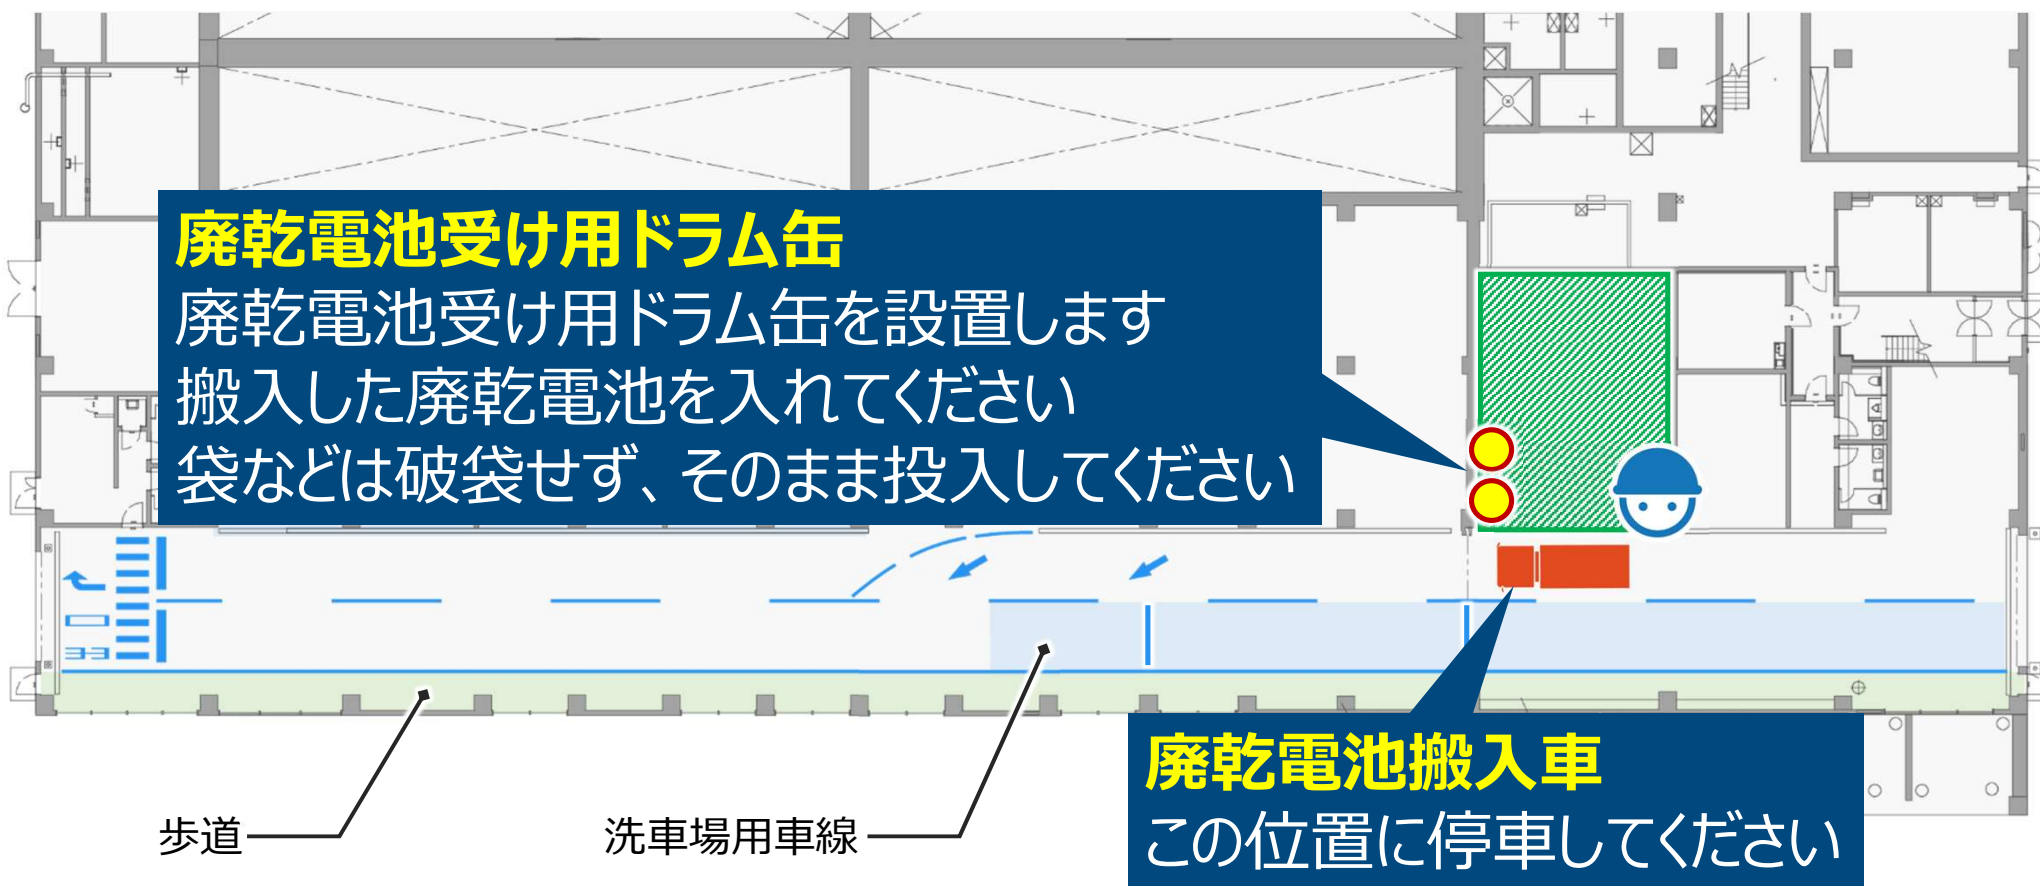 廃乾電池受け用ドラム缶
廃乾電池受け用ドラム缶を設置します
搬入した廃乾電池を入れてください
袋などは破袋せず、そのまま投入してください
廃乾電池搬入車
この位置に停車してください
歩道
洗車場用車線